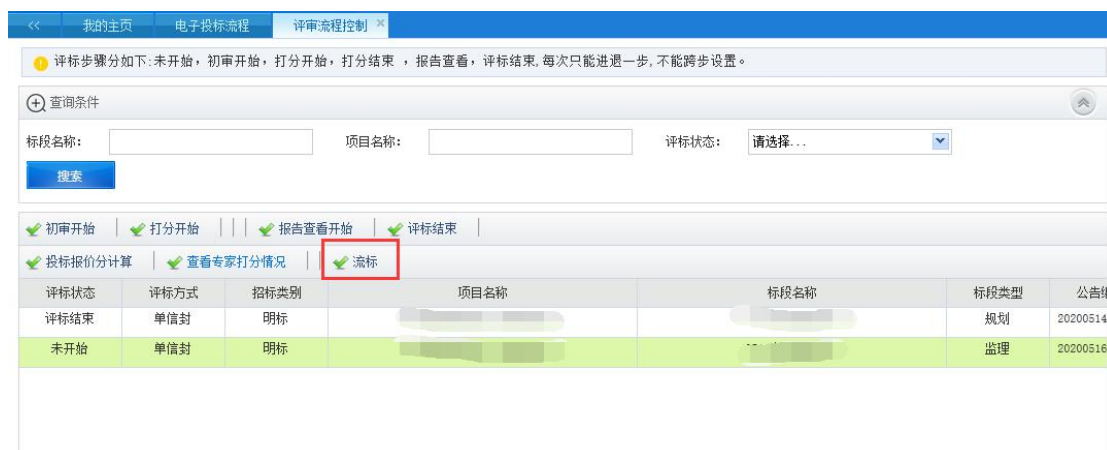 << 我的主页 电子投标流程 评审流程控制 ×
评标步骤分如下:未开始，初审开始，打分开始，打分结束 ，报告查看，评标结束,每次只能进退一步,不能跨步设置。
查询条件
标段名称: 项目名称: 评标状态: 请选择...
搜索
初审开始 打分开始 报告查看开始 评标结束
投标报价分计算 查看专家打分情况 流标
评标状态 评标方式 招标类别 项目名称 标段名称 标段类型 公告
评标结束 单信封 明标 规划 20200514
未开始 单信封 明标 监理 20200516